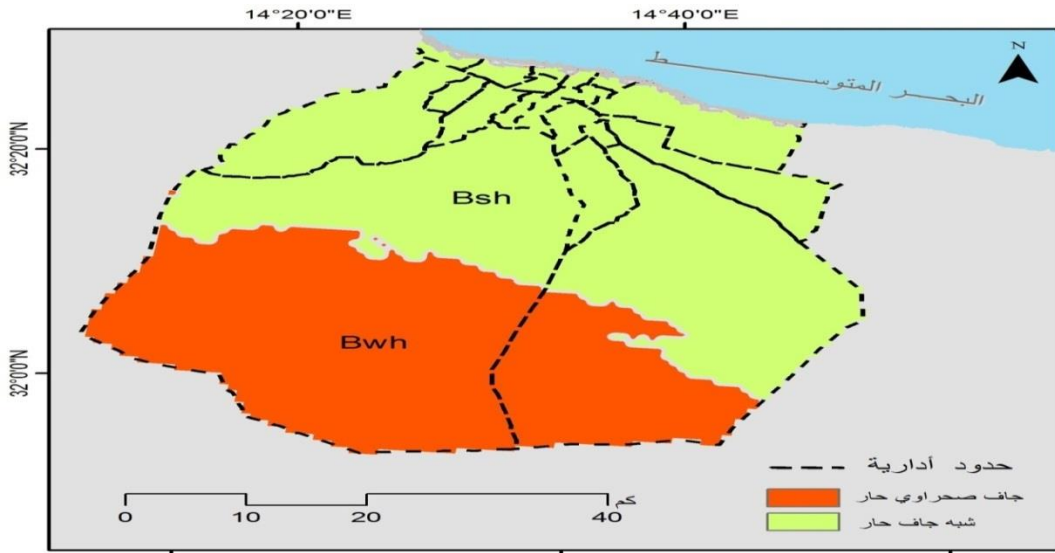 14°20'0"E
14°40'0"E
N
البحر المتوسط
32°20'0"N
Bsh
Bwh
32°0'0"N
حدود أدارية
جاف صحراوي حار
شبه جاف حار
كم
0 10 20 40